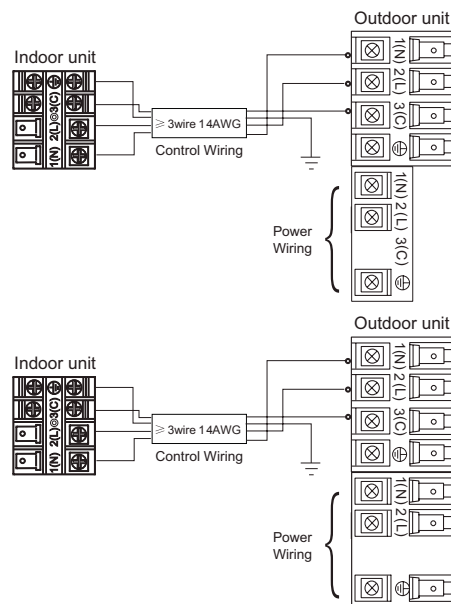 Outdoor unit
Indoor unit
1(N) 2(L) 3(C)
1(N) 2(L) 3(C)
≥ 3wire 14AWG
Control Wiring
1(N) 2(L) 3(C)
Power
Wiring
Outdoor unit
Indoor unit
1(N) 2(L) 3(C)
1(N) 2(L) 3(C)
≥ 3wire 14AWG
Control Wiring
1(N) 2(L)
Power
Wiring